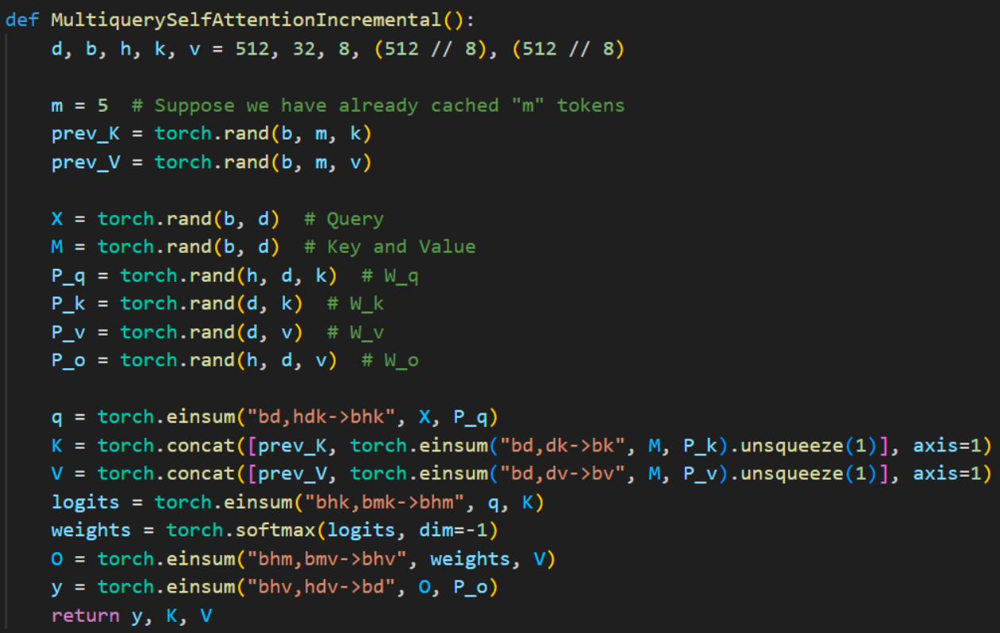 def MultiquerySelfAttentionIncremental():
    d, b, h, k, v = 512, 32, 8, (512 // 8), (512 // 8)

    m = 5  # Suppose we have already cached "m" tokens
    prev_K = torch.rand(b, m, k)
    prev_V = torch.rand(b, m, v)

    X = torch.rand(b, d)  # Query
    M = torch.rand(b, d)  # Key and Value
    P_q = torch.rand(h, d, k)  # W_q
    P_k = torch.rand(d, k)  # W_k
    P_v = torch.rand(d, v)  # W_v
    P_o = torch.rand(h, d, v)  # W_o

    q = torch.einsum("bd,hdk->bhk", X, P_q)
    K = torch.concat([prev_K, torch.einsum("bd,dk->bk", M, P_k).unsqueeze(1)], axis=1)
    V = torch.concat([prev_V, torch.einsum("bd,dv->bv", M, P_v).unsqueeze(1)], axis=1)
    logits = torch.einsum("bhk,bmk->bhm", q, K)
    weights = torch.softmax(logits, dim=-1)
    O = torch.einsum("bhm,bmv->bhv", weights, V)
    y = torch.einsum("bhv,hdv->bd", O, P_o)
    return y, K, V